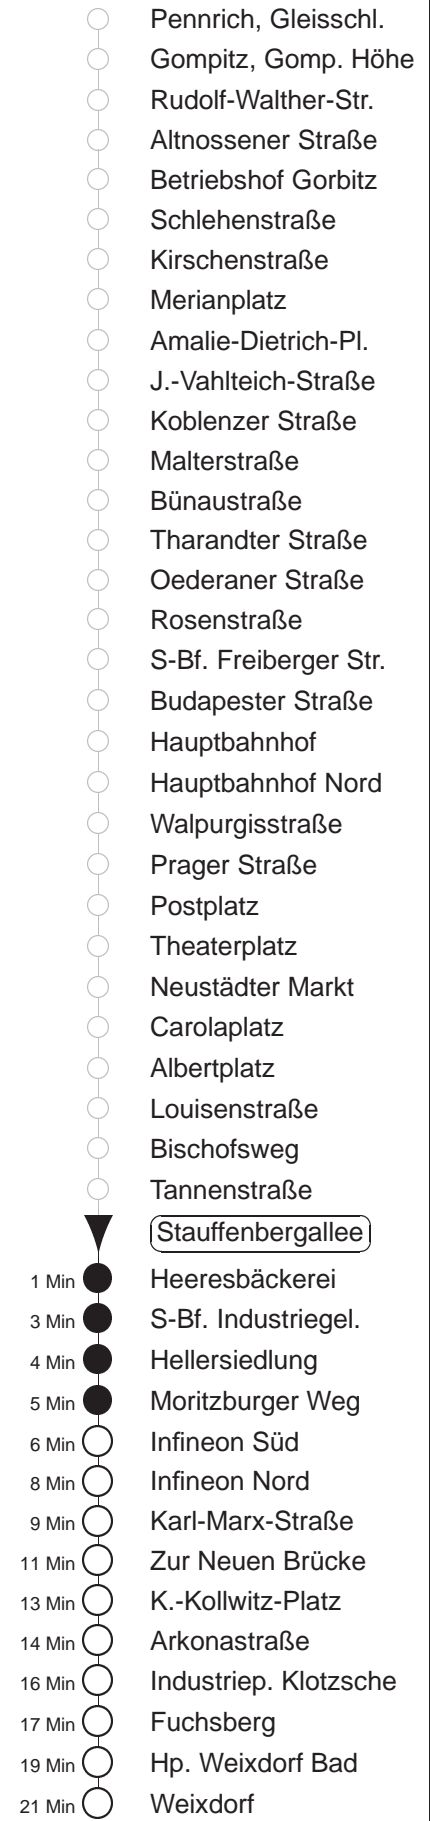 Pennrich, Gleisschl.
Gompitz, Gomp. Höhe
Rudolf-Walther-Str.
Altnossener Straße
Betriebshof Gorbitz
Schlehenstraße
Kirschenstraße
Merianplatz
Amalie-Dietrich-Pl.
J.-Vahlteich-Straße
Koblenzer Straße
Malterstraße
Bünaustraße
Tharandter Straße
Oederaner Straße
Rosenstraße
S-Bf. Freiberger Str.
Budapester Straße
Hauptbahnhof
Hauptbahnhof Nord
Walpurgisstraße
Prager Straße
Postplatz
Theaterplatz
Neustädter Markt
Carolaplatz
Albertplatz
Louisenstraße
Bischofsweg
Tannenstraße
Stauffenbergallee
1 Min Heeresbäckerei
3 Min S-Bf. Industriegel.
4 Min Hellersiedlung
5 Min Moritzburger Weg
6 Min Infineon Süd
8 Min Infineon Nord
9 Min Karl-Marx-Straße
11 Min Zur Neuen Brücke
13 Min K.-Kollwitz-Platz
14 Min Arkonastraße
16 Min Industriep. Klotzsche
17 Min Fuchsberg
19 Min Hp. Weixdorf Bad
21 Min Weixdorf